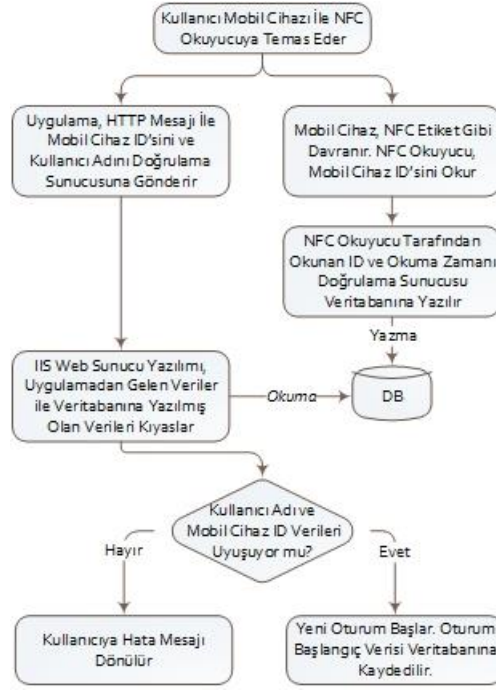 Kullanıcı Mobil Cihazı İle NFC
Okuyucuya Temas Eder
Uygulama, HTTP Mesajı İle
Mobil Cihaz ID'sini ve
Kullanıcı Adını Doğrulama
Sunucusuna Gönderir
Mobil Cihaz, NFC Etiket Gibi
Davranır. NFC Okuyucu,
Mobil Cihaz ID'sini Okur
NFC Okuyucu Tarafından
Okunan ID ve Okuma Zamanı
Doğrulama Sunucusu
Veritabanına Yazılır
Yazma
IIS Web Sunucu Yazılımı,
Uygulamadan Gelen Veriler
ile Veritabanına Yazılmış
Olan Verileri Kıyaslar
Okuma
DB
Kullanıcı Adı ve
Mobil Cihaz ID Verileri
Uyuşuyor mu?
Hayır
Evet
Kullanıcıya Hata Mesajı
Dönülür
Yeni Oturum Başlar. Oturum
Başlangıç Verisi Veritabanına
Kaydedilir.